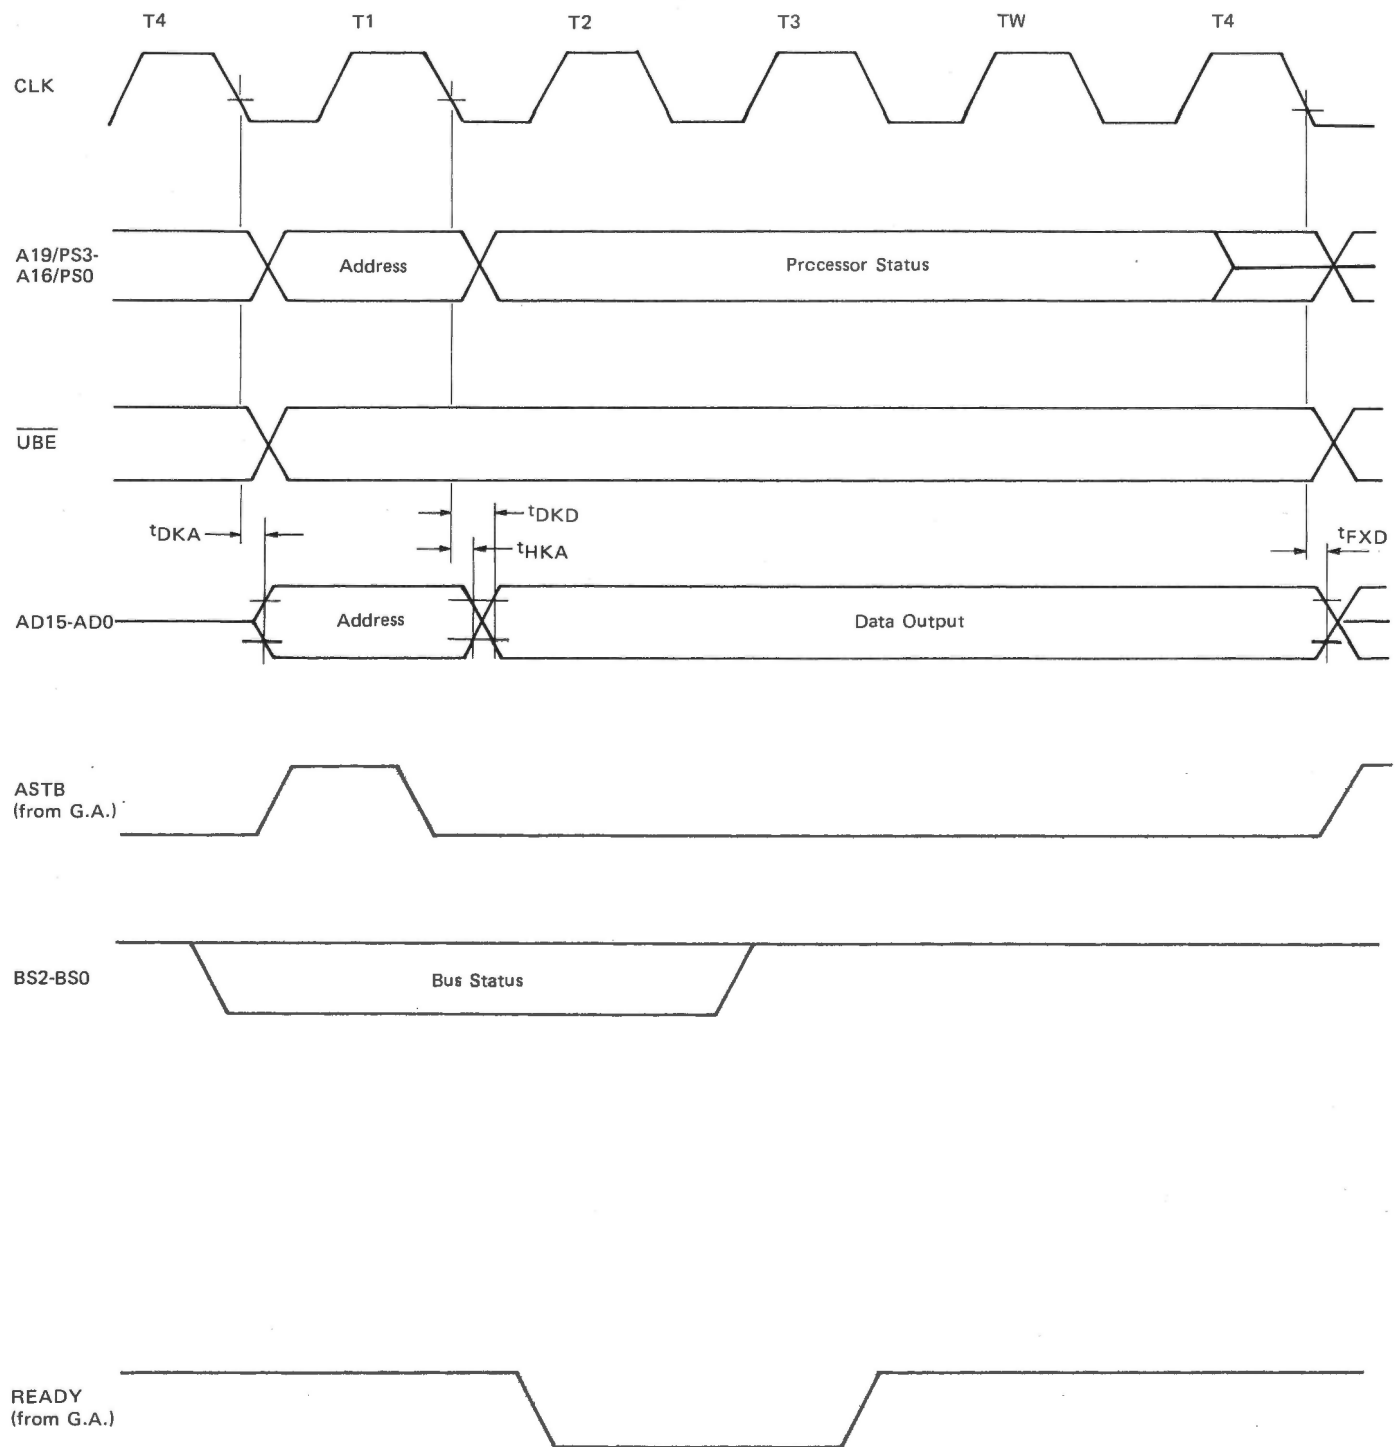 T4 T1 T2 T3 TW T4
CLK
A19/PS3-
A16/PS0
Address
Prccessor Status
UBE
tDKA
tDKD
tHKA
tFXD
AD15-AD0
Address
Data Output
ASTB
(from G.A.)
BS2-BS0
Bus Status
READY
(from G.A.)